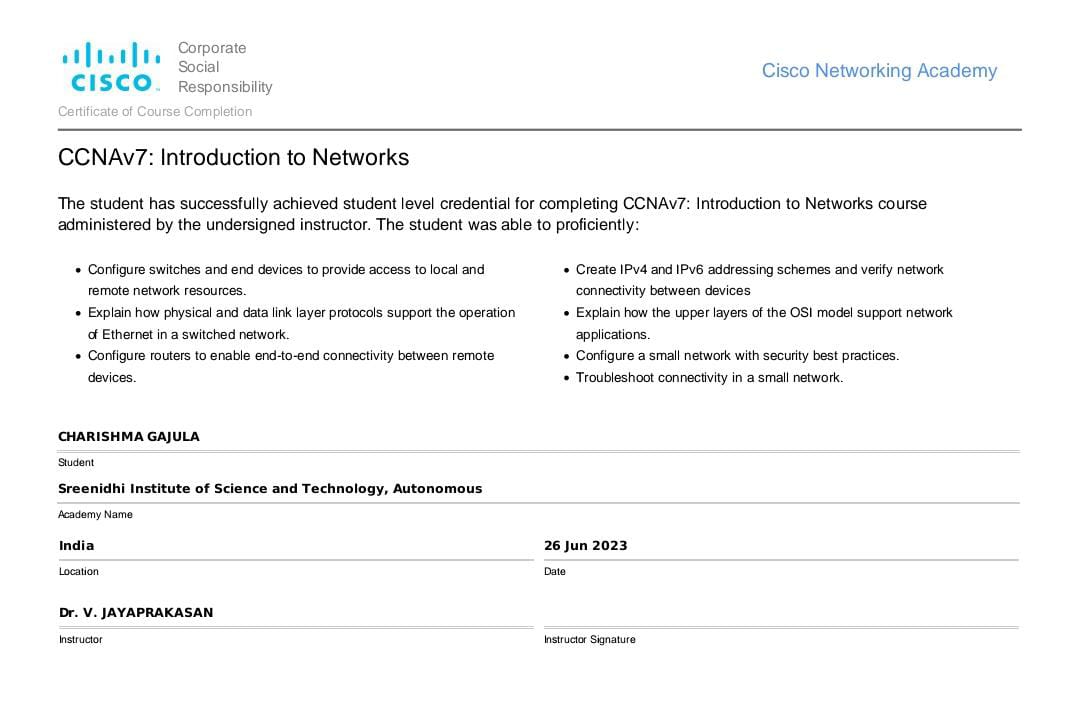 Corporate
Social
Responsibility
CISCO
Cisco Networking Academy
Certificate of Course Completion
CCNAv7: Introduction to Networks
The student has successfully achieved student level credential for completing CCNAv7: Introduction to Networks course
administered by the undersigned instructor. The student was able to proficiently:
• Configure switches and end devices to provide access to local and
remote network resources.
• Explain how physical and data link layer protocols support the operation
of Ethernet in a switched network.
• Configure routers to enable end-to-end connectivity between remote
devices.
• Create IPv4 and IPv6 addressing schemes and verify network
connectivity between devices
• Explain how the upper layers of the OSI model support network
applications.
• Configure a small network with security best practices.
• Troubleshoot connectivity in a small network.
CHARISHMA GAJULA
Student
Sreenidhi Institute of Science and Technology, Autonomous
Academy Name
India
Location
26 Jun 2023
Date
Dr. V. JAYAPRAKASAN
Instructor
Instructor Signature